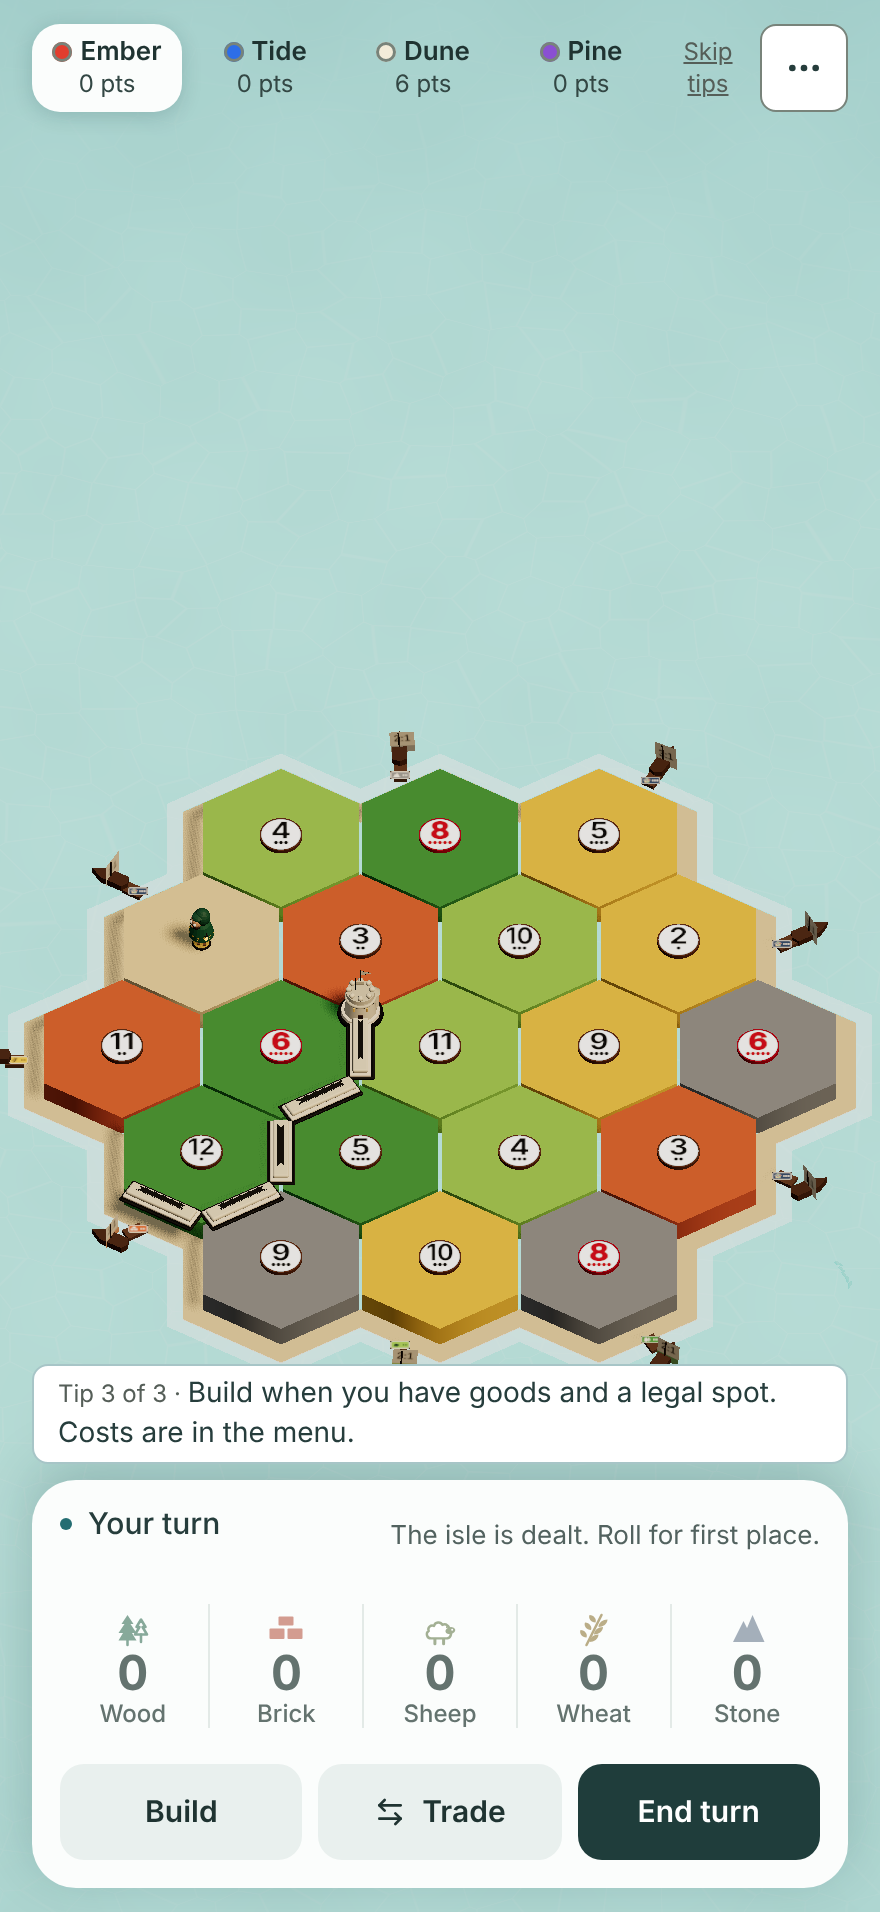 Ember
0 pts
Tide
0 pts
Dune
6 pts
Pine
0 pts
Skip
tips
4
8
5
3
10
2
11
6
11
9
6
12
5
4
3
9
10
8
Tip 3 of 3 · Build when you have goods and a legal spot.
Costs are in the menu.
Your turn
The isle is dealt. Roll for first place.
0
Wood
0
Brick
0
Sheep
0
Wheat
0
Stone
Build
Trade
End turn